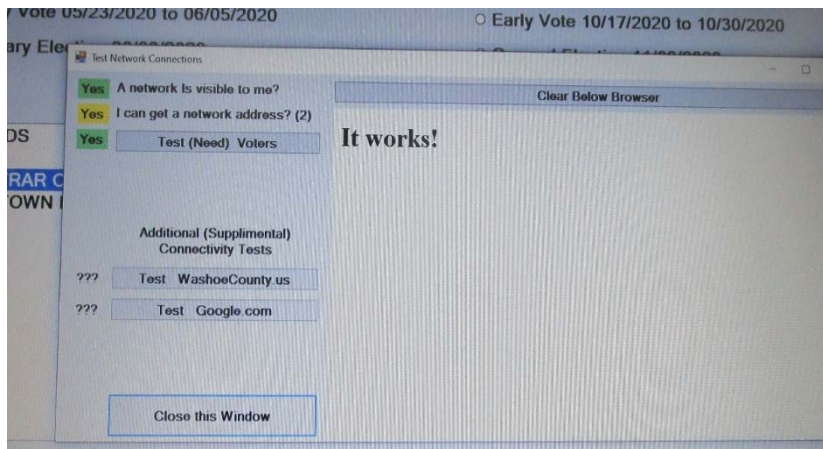 Vote 05/23/2020 to 06/05/2020
Early Vote 10/17/2020 to 10/30/2020
ary Ele
Test Network Connections
Yes A network Is visible to me?
Clear Below Browser
Yes I can get a network address? (2)
DS
Yes Test (Need) Voters
It works!
RAR C
OWN
Additional (Supplimental)
Connectivity Tests
??? Test WashoeCounty.us
??? Test Google.com
Close this Window